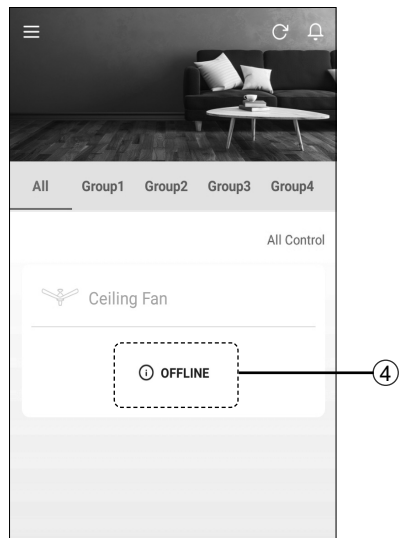 All Group1 Group2 Group3 Group4
All Control
Ceiling Fan
OFFLINE
④